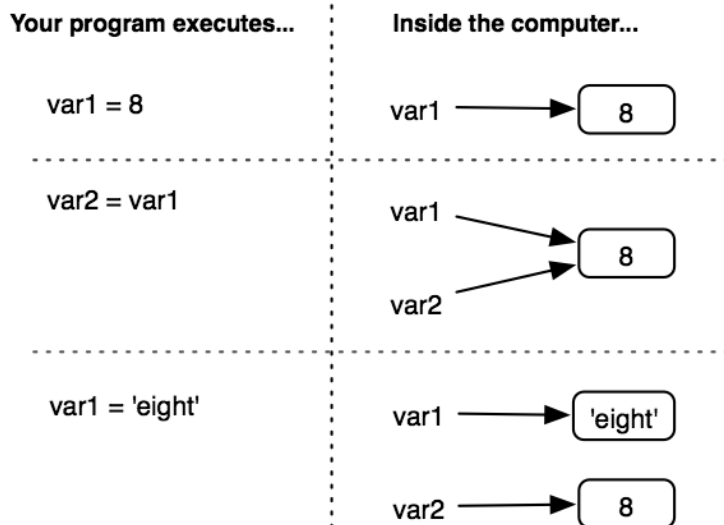 Your program executes... Inside the computer...
var1 = 8
var1 8
var2 = var1
var1
8
var2
var1 = 'eight'
var1 'eight'
var2 8